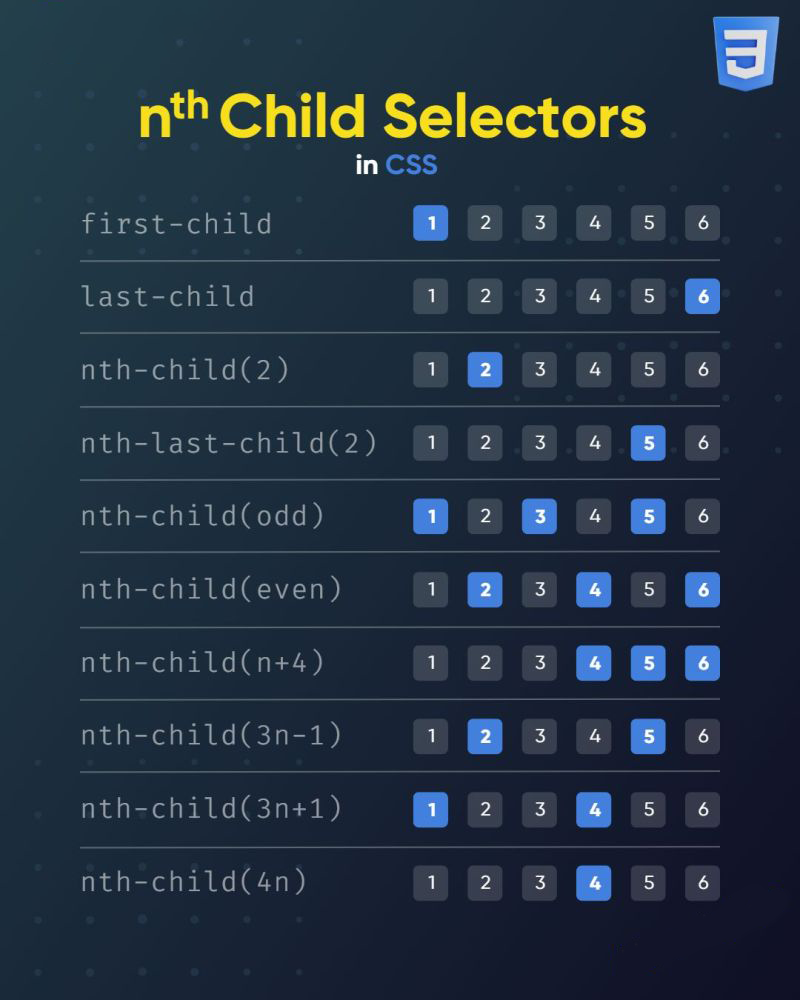 nth Child Selectors
in CSS
first-child 1 2 3 4 5 6
last-child 1 2 3 4 5 6
nth-child(2) 1 2 3 4 5 6
nth-last-child(2) 1 2 3 4 5 6
nth-child(odd) 1 2 3 4 5 6
nth-child(even) 1 2 3 4 5 6
nth-child(n+4) 1 2 3 4 5 6
nth-child(3n-1) 1 2 3 4 5 6
nth-child(3n+1) 1 2 3 4 5 6
nth-child(4n) 1 2 3 4 5 6